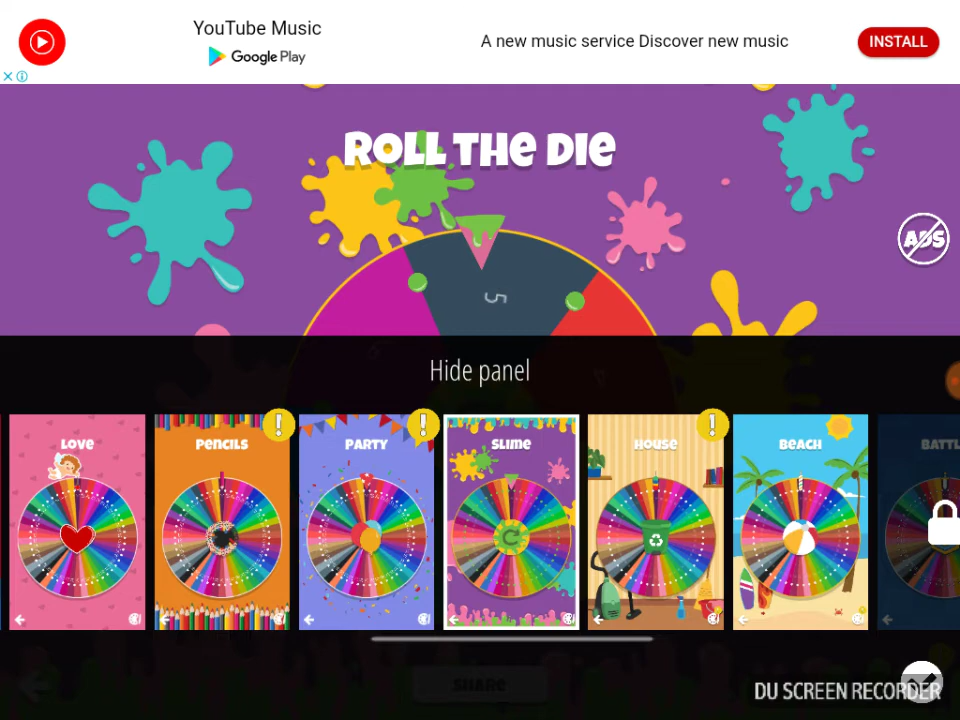 YouTube Music
Google Play
A new music service Discover new music
INSTALL
ROLL THE DIE
ADS
5
Hide panel
LOVE
PENCILS
PARTY
SLIME
HOUSE
BEACH
BATTL
SHARE
DU SCREEN RECORDER